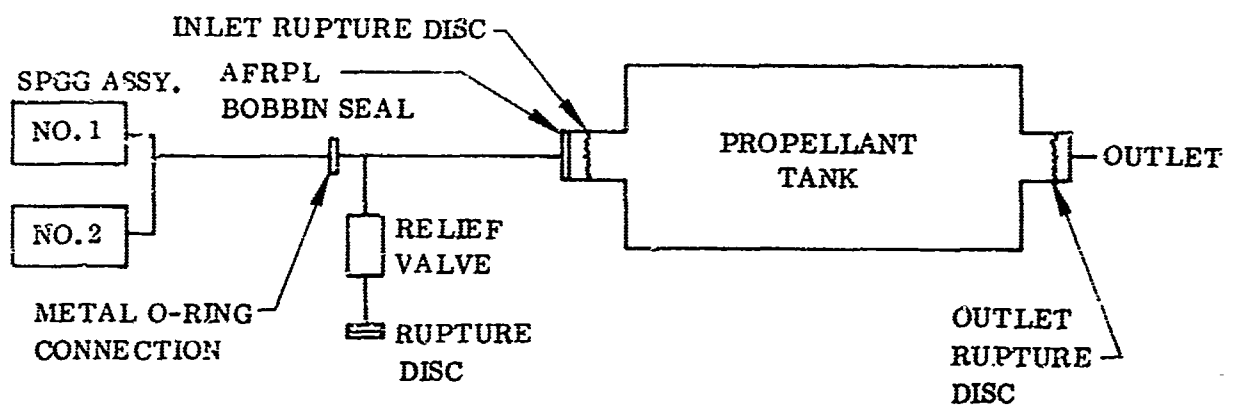 INLET RUPTURE DISC
SPGG ASSY.
AFRPL
BOBBIN SEAL
NO. 1
NO. 2
PROPELLANT
TANK
OUTLET
RELIEF
VALVE
METAL O-RING
CONNECTION
RUPTURE
DISC
OUTLET
RUPTURE
DISC